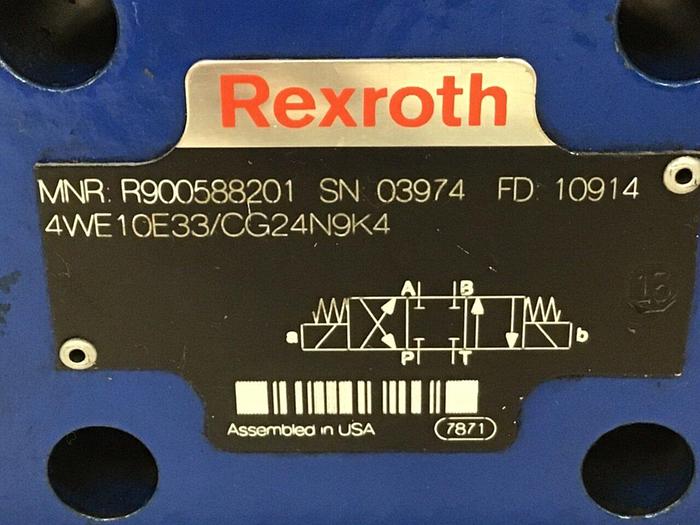 Rexroth
MNR: R900588201 SN: 03974 FD: 10914
4WE10E33/CG24N9K4
A B
a b
P T
Assembled in USA 7871